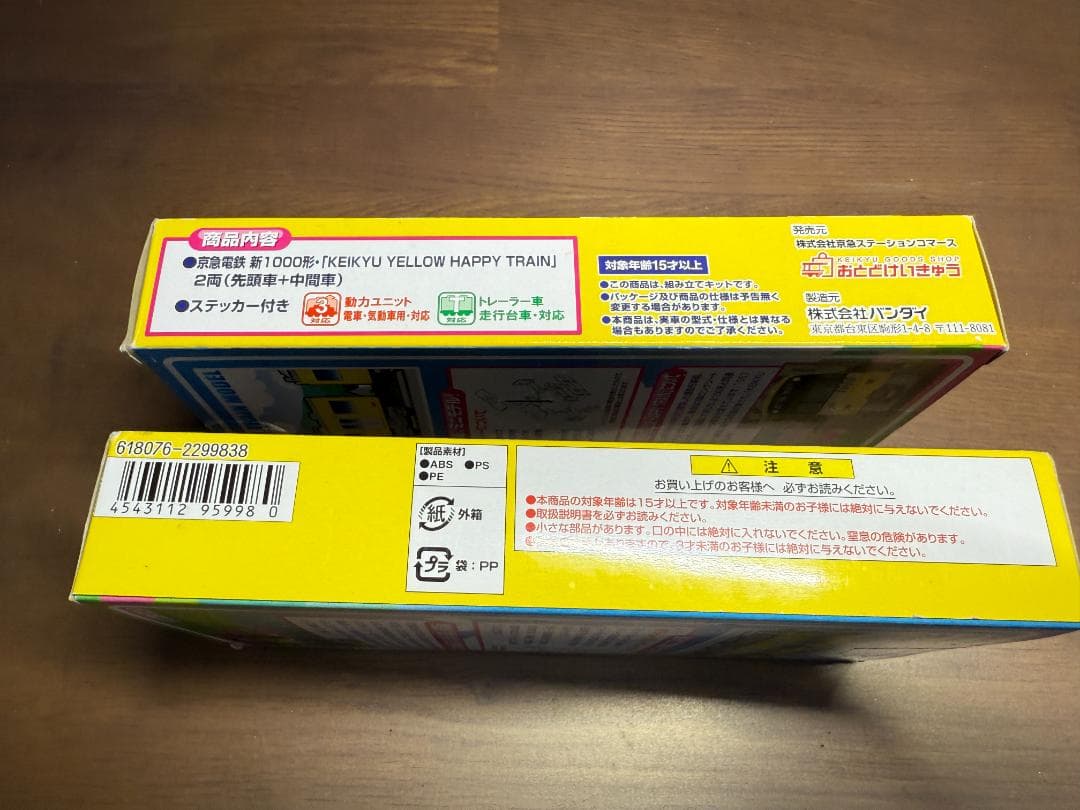 商品内容
●京急電鉄 新1000形・「KEIKYU YELLOW HAPPY TRAIN」
2両(先頭車+中間車)
●ステッカー付き
3
対応
動力ユニット
電車・気動車用・対応
T
対応
トレーラー車
走行台車・対応
対象年齢15才以上
●この商品は、組み立てキットです。
●パッケージ及び商品の仕様は予告無く
変更する場合があります。
●本商品は、実車の型式・仕様とは異なる
場合もありますのでご了承ください。
発売元
株式会社京急ステーションコマース
KEIKYU GOODS SHOP
おとどけいきゅう
製造元
株式会社バンダイ
東京都台東区駒形1-4-8 〒111-8081
618076-2299838
4543112 95998 0
【製品素材】
●ABS ●PS
●PE
紙 外箱
プラ 袋:PP
注意
お買い上げのお客様へ 必ずお読みください。
●本商品の対象年齢は15才以上です。対象年齢未満のお子様には絶対に与えないでください。
●取扱説明書を必ずお読みください。
●小さな部品があります。口の中には絶対に入れないでください。窒息の危険があります。
ますので、3才未満のお子様には絶対に与えないでください。